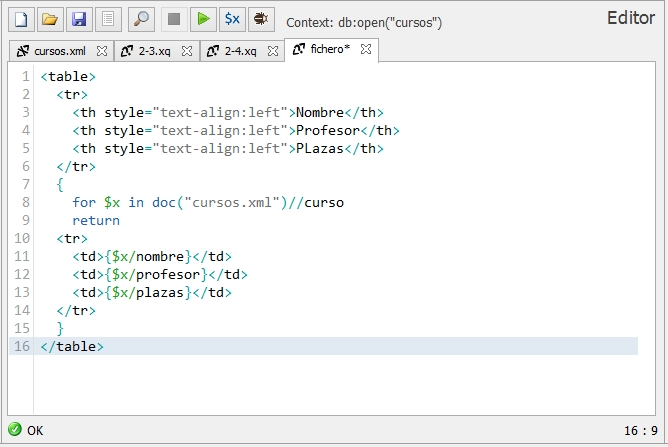 $x
Context: db:open("cursos")
Editor
cursos.xml
2-3.xq
2-4.xq
fichero*
1 <table>
2 <tr>
3 <th style="text-align:left">Nombre</th>
4 <th style="text-align:left">Profesor</th>
5 <th style="text-align:left">PLazas</th>
6 </tr>
7 {
8 for $x in doc("cursos.xml")//curso
9 return
10 <tr>
11 <td>{$x/nombre}</td>
12 <td>{$x/profesor}</td>
13 <td>{$x/plazas}</td>
14 </tr>
15 }
16 </table>
OK
16 : 9